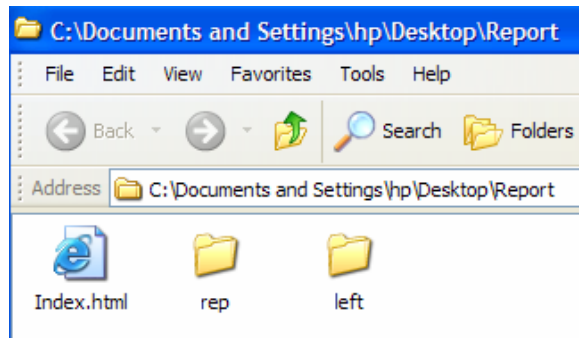 C:\Documents and Settings\hp\Desktop\Report
File Edit View Favorites Tools Help
Back Search Folders
Address C:\Documents and Settings\hp\Desktop\Report
Index.html rep left